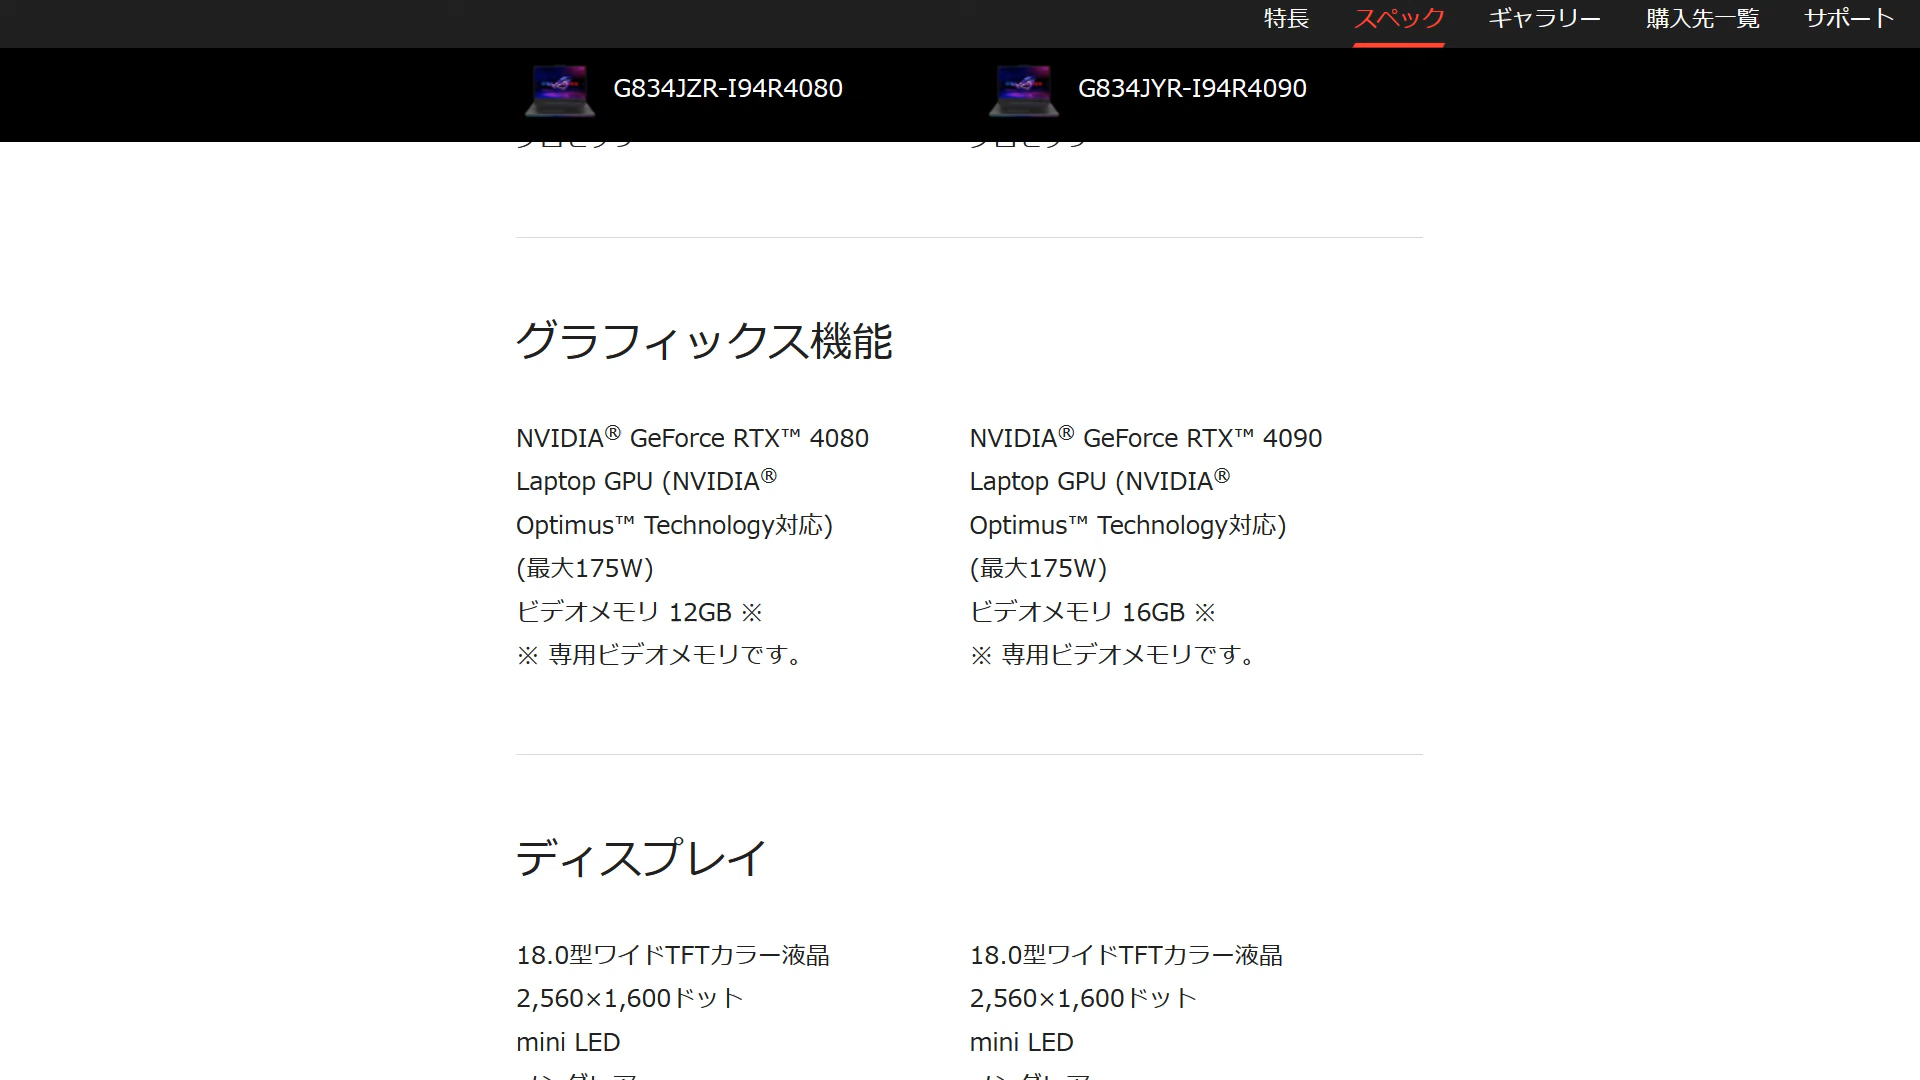 特長 スペック ギャラリー 購入先一覧 サポート
G834JZR-I94R4080 G834JYR-I94R4090
グラフィックス機能
NVIDIA® GeForce RTX™ 4080
Laptop GPU (NVIDIA®
Optimus™ Technology対応)
(最大175W)
ビデオメモリ 12GB ※
※ 専用ビデオメモリです。
NVIDIA® GeForce RTX™ 4090
Laptop GPU (NVIDIA®
Optimus™ Technology対応)
(最大175W)
ビデオメモリ 16GB ※
※ 専用ビデオメモリです。
ディスプレイ
18.0型ワイドTFTカラー液晶
2,560×1,600ドット
mini LED
18.0型ワイドTFTカラー液晶
2,560×1,600ドット
mini LED